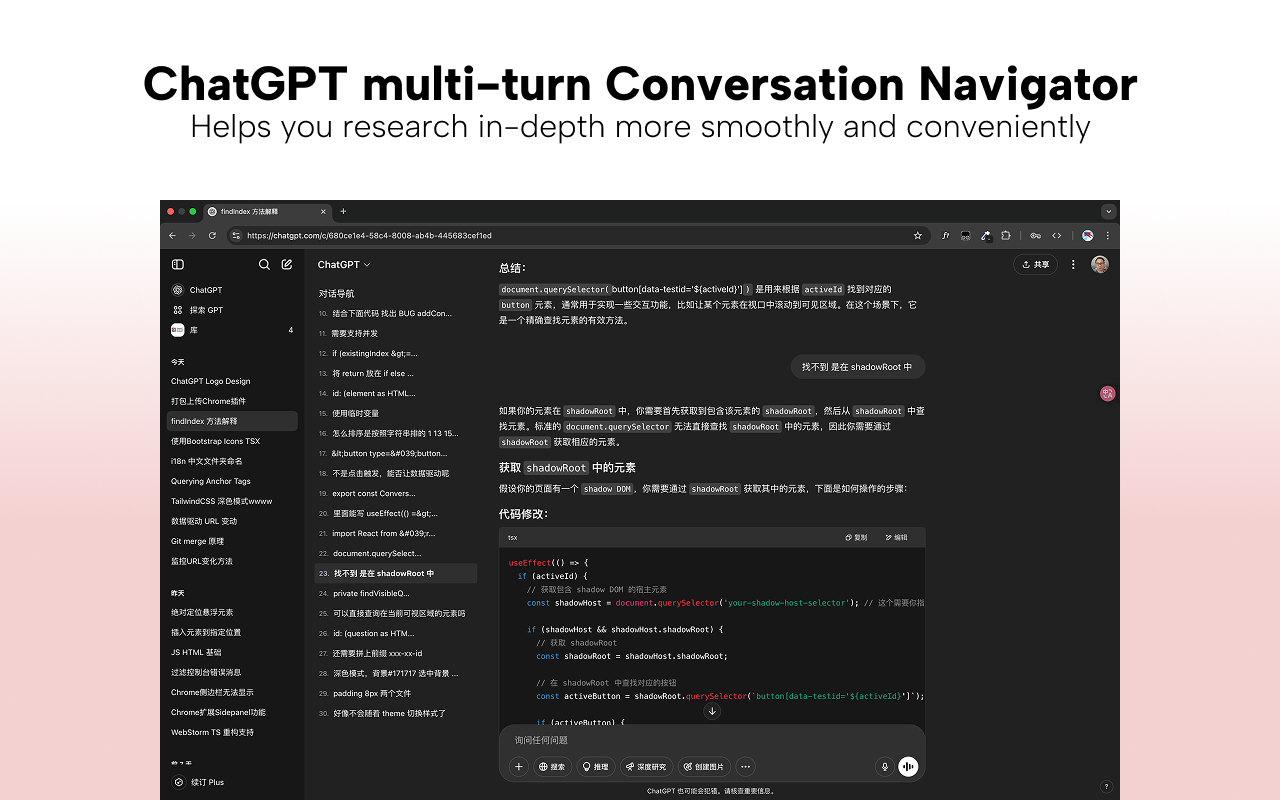 ChatGPT multi-turn Conversation Navigator
Helps you research in-depth more smoothly and conveniently
findIndex 方法解释
https://chatgpt.com/c/680ce1e4-58c4-8008-ab4b-445683cef1ed
ChatGPT
探索 GPT
库
4
今天
ChatGPT Logo Design
打包上传Chrome插件
findIndex 方法解释
使用Bootstrap Icons TSX
i18n 中文文件夹命名
Querying Anchor Tags
TailwindCSS 深色模式wwww
数据驱动 URL 变动
Git merge 原理
监控URL变化方法
昨天
绝对定位悬浮元素
插入元素到指定位置
JS HTML 基础
过滤控制台错误消息
Chrome侧边栏无法显示
Chrome扩展Sidepanel功能
WebStorm TS 重构支持
续订 Plus
ChatGPT
对话导航
10. 结合下面代码 找出 BUG addCon...
11. 需要支持并发
12. if (existingIndex &gt;=...
13. 将 return 放在 if else ...
14. id: (element as HTML...
15. 使用临时变量
16. 怎么排序是按照字符串排的 1 13 15...
17. &lt;button type=&#039;button...
18. 不是点击触发，能否让数据驱动呢
19. export const Convers...
20. 里面能写 useEffect(() =&gt;...
21. import React from &#039;r...
22. document.querySelect...
23. 找不到 是在 shadowRoot 中
24. private findVisibleQ...
25. 可以直接查询在当前可视区域的元素吗
26. id: (question as HTM...
27. 还需要拼上前缀 xxx-xx-id
28. 深色模式，背景#171717 选中背景 ...
29. padding 8px 两个文件
30. 好像不会随着 theme 切换样式了
共享
总结：
document.querySelector(button[data-testid='${activeId}']) 是用来根据 activeId 找到对应的
button 元素，通常用于实现一些交互功能，比如让某个元素在视口中滚动到可见区域。在这个场景下，它
是一个精确查找元素的有效方法。
找不到 是在 shadowRoot 中
如果你的元素在 shadowRoot 中，你需要首先获取到包含该元素的 shadowRoot，然后从 shadowRoot 中查
找元素。标准的 document.querySelector 无法直接查找 shadowRoot 中的元素，因此你需要通过
shadowRoot 获取相应的元素。
获取 shadowRoot 中的元素
假设你的页面有一个 shadow DOM，你需要通过 shadowRoot 获取其中的元素，下面是如何操作的步骤：
代码修改：
tsx 复制 编辑
useEffect(() => {
if (activeId) {
// 获取包含 shadow DOM 的宿主元素
const shadowHost = document.querySelector('your-shadow-host-selector'); // 这个需要你指
if (shadowHost && shadowHost.shadowRoot) {
// 获取 shadowRoot
const shadowRoot = shadowHost.shadowRoot;
// 在 shadowRoot 中查找对应的按钮
const activeButton = shadowRoot.querySelector(`button[data-testid='${activeId}']`);
if (activeButton) {
询问任何问题
搜索 推理 深度研究 创建图片
ChatGPT 也可能会犯错。请核查重要信息。
?